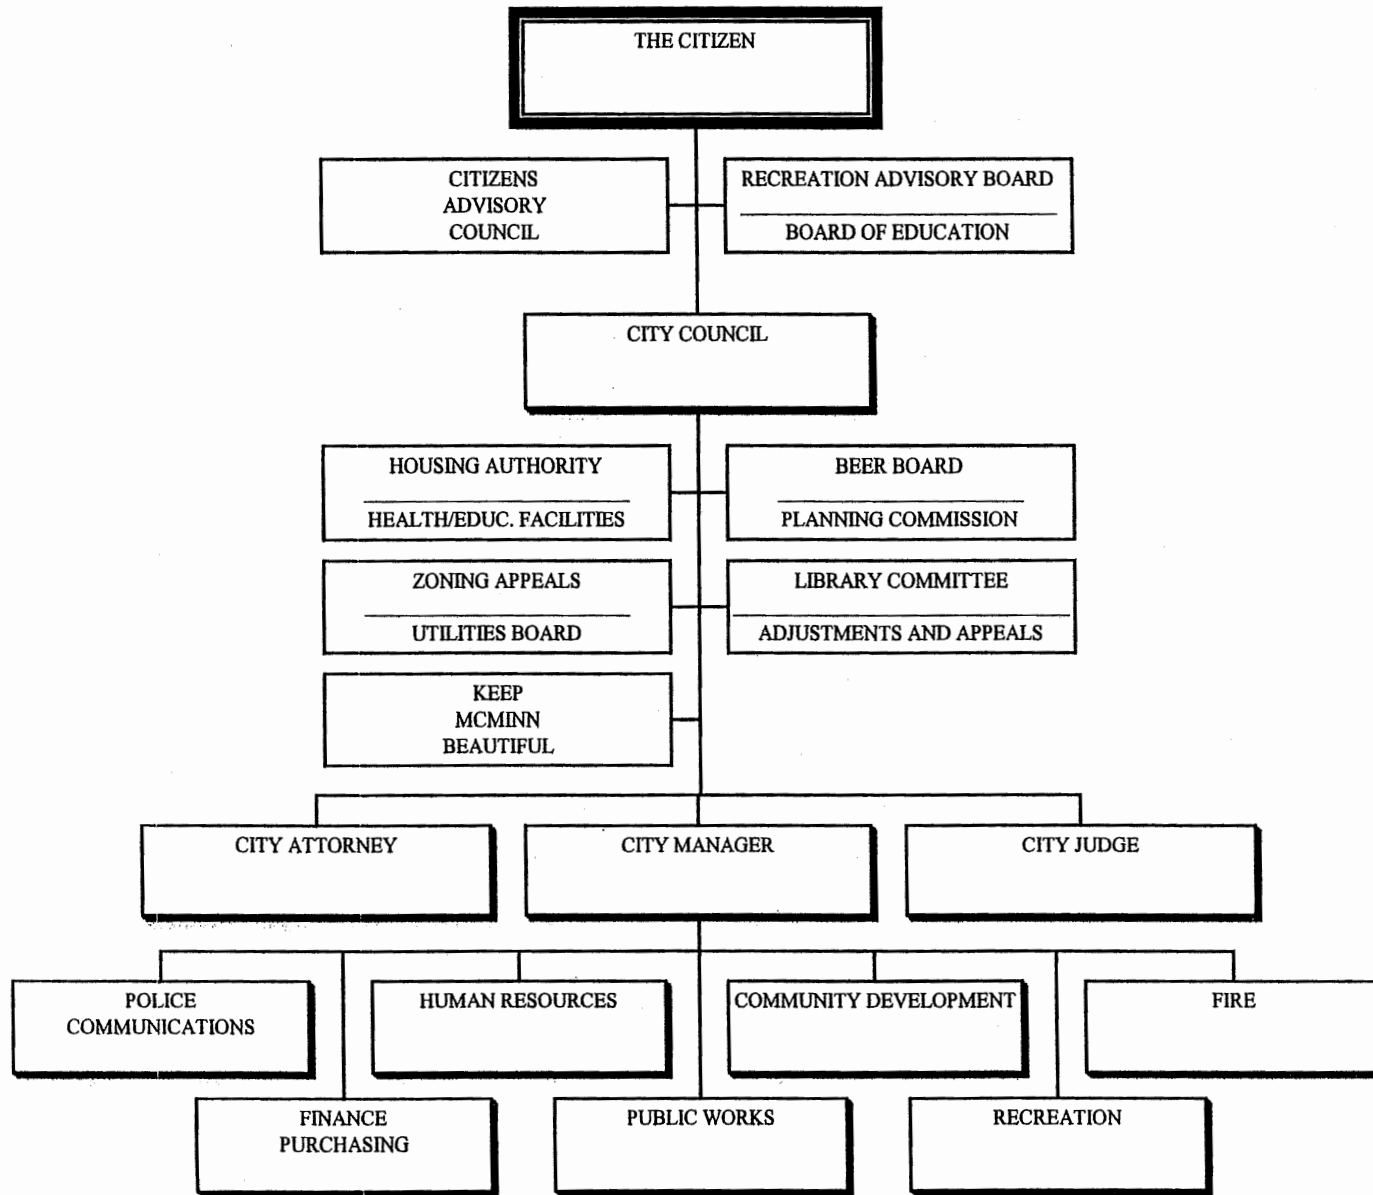 THE CITIZEN
CITIZENS
ADVISORY
COUNCIL
RECREATION ADVISORY BOARD
BOARD OF EDUCATION
CITY COUNCIL
HOUSING AUTHORITY
HEALTH/EDUC. FACILITIES
BEER BOARD
PLANNING COMMISSION
ZONING APPEALS
UTILITIES BOARD
LIBRARY COMMITTEE
ADJUSTMENTS AND APPEALS
KEEP
MCMINN
BEAUTIFUL
CITY ATTORNEY
CITY MANAGER
CITY JUDGE
POLICE
COMMUNICATIONS
HUMAN RESOURCES
COMMUNITY DEVELOPMENT
FIRE
FINANCE
PURCHASING
PUBLIC WORKS
RECREATION